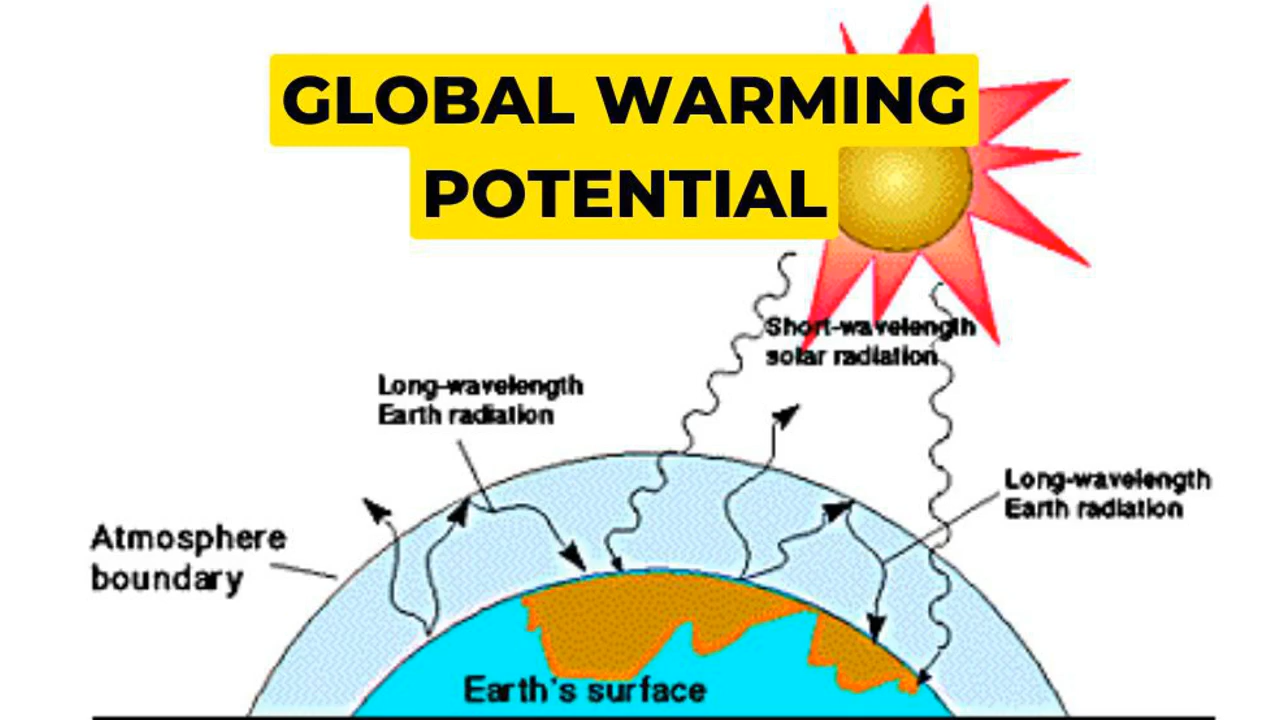 GLOBAL WARMING
POTENTIAL
Short-wavelength
solar radiation
Long-wavelength
Earth radiation
Long-wavelength
Earth radiation
Atmosphere
boundary
Earth's surface